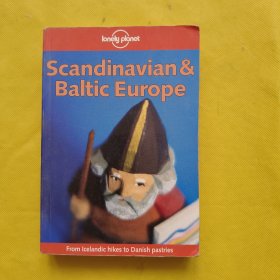 lonely planet
Scandinavian &
Baltic Europe
From Icelandic hikes to Danish pastries